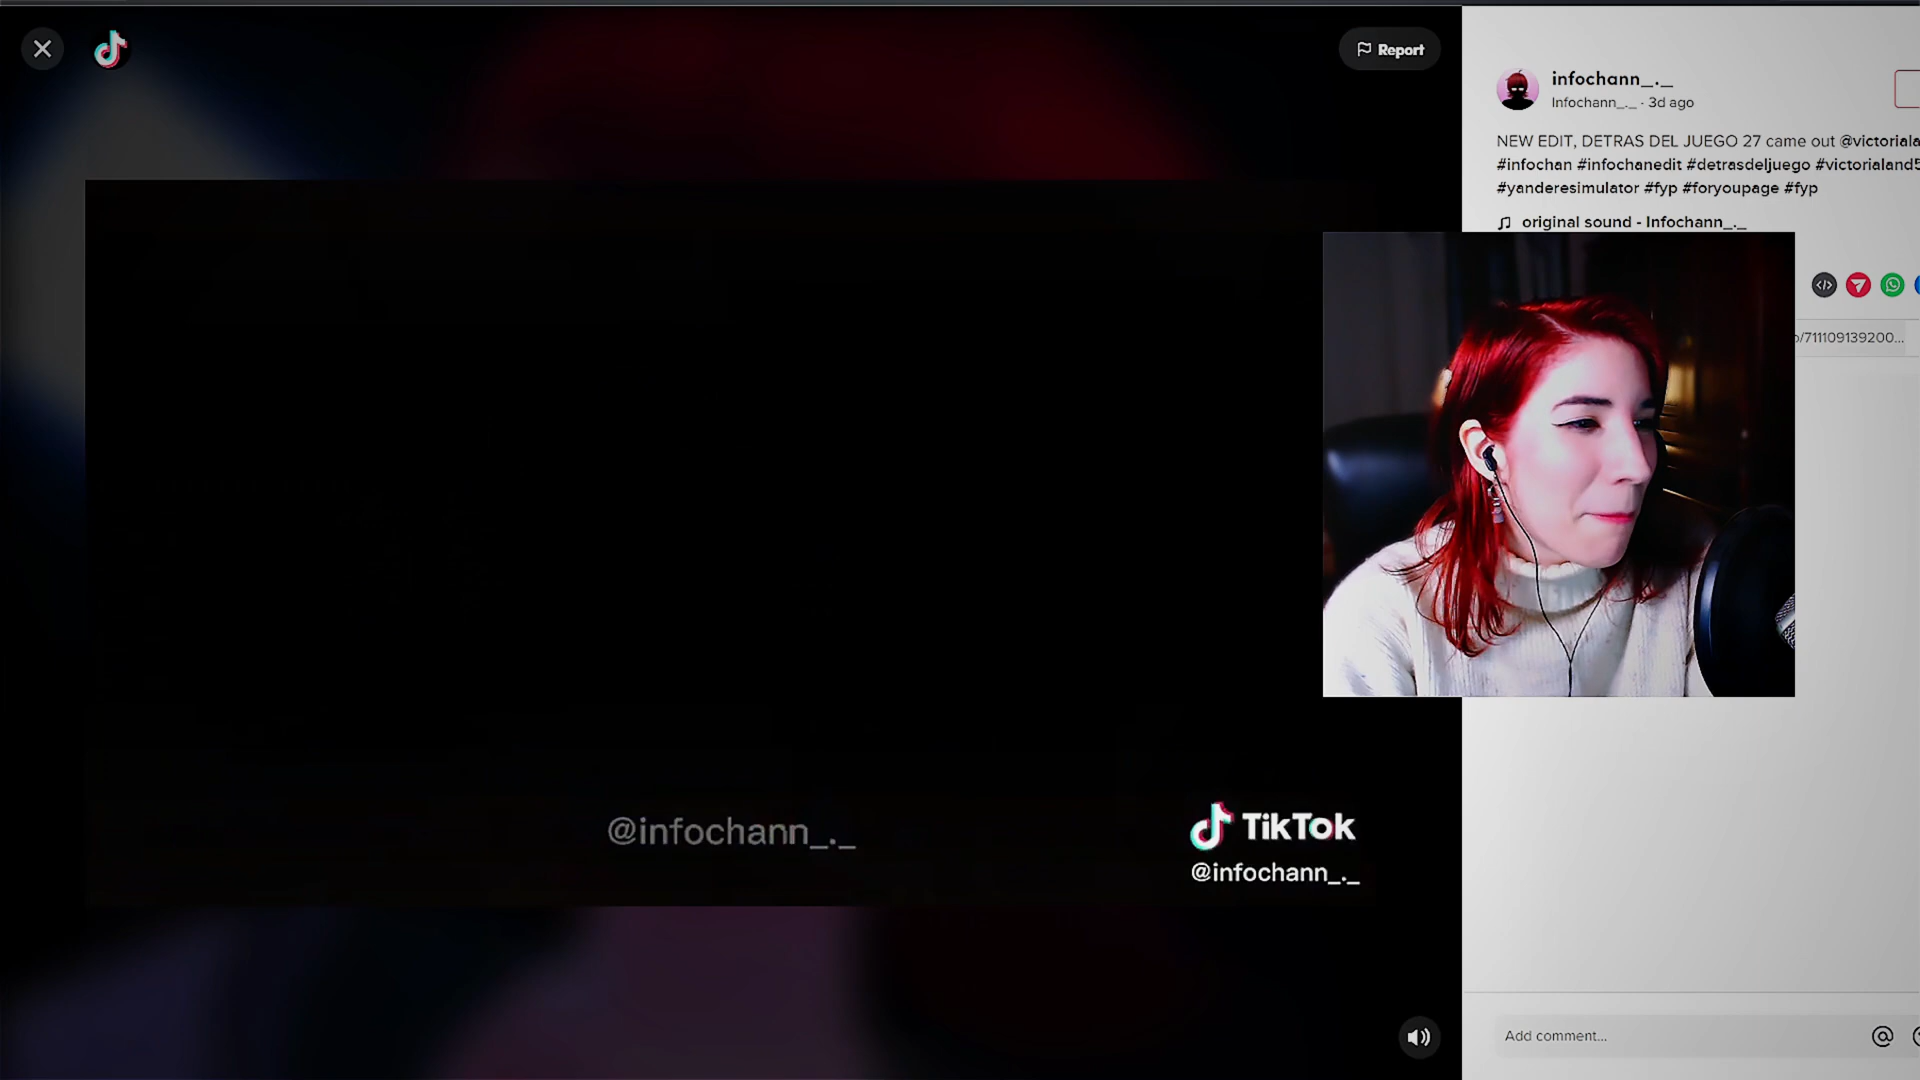 Report
infochann_._
Infochann_._ · 3d ago
NEW EDIT, DETRAS DEL JUEGO 27 came out @victoriala
#infochan #infochanedit #detrasdeljuego #victorialand5
#yanderesimulator #fyp #foryoupage #fyp
original sound - Infochann_._
/711109139200...
@infochann_._
TikTok
@infochann_._
Add comment...